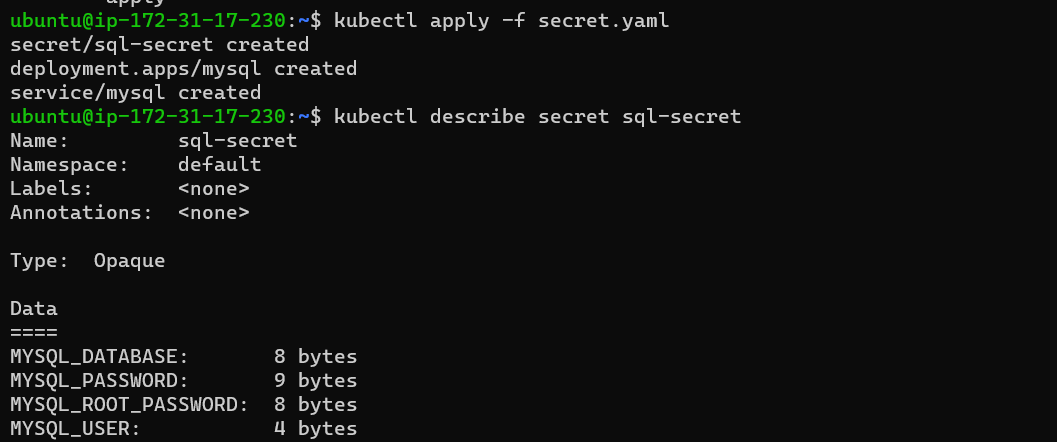 apply
ubuntu@ip-172-31-17-230:~$ kubectl apply -f secret.yaml
secret/sql-secret created
deployment.apps/mysql created
service/mysql created
ubuntu@ip-172-31-17-230:~$ kubectl describe secret sql-secret
Name:         sql-secret
Namespace:    default
Labels:       <none>
Annotations:  <none>

Type:  Opaque

Data
====
MYSQL_DATABASE:       8 bytes
MYSQL_PASSWORD:       9 bytes
MYSQL_ROOT_PASSWORD:  8 bytes
MYSQL_USER:           4 bytes